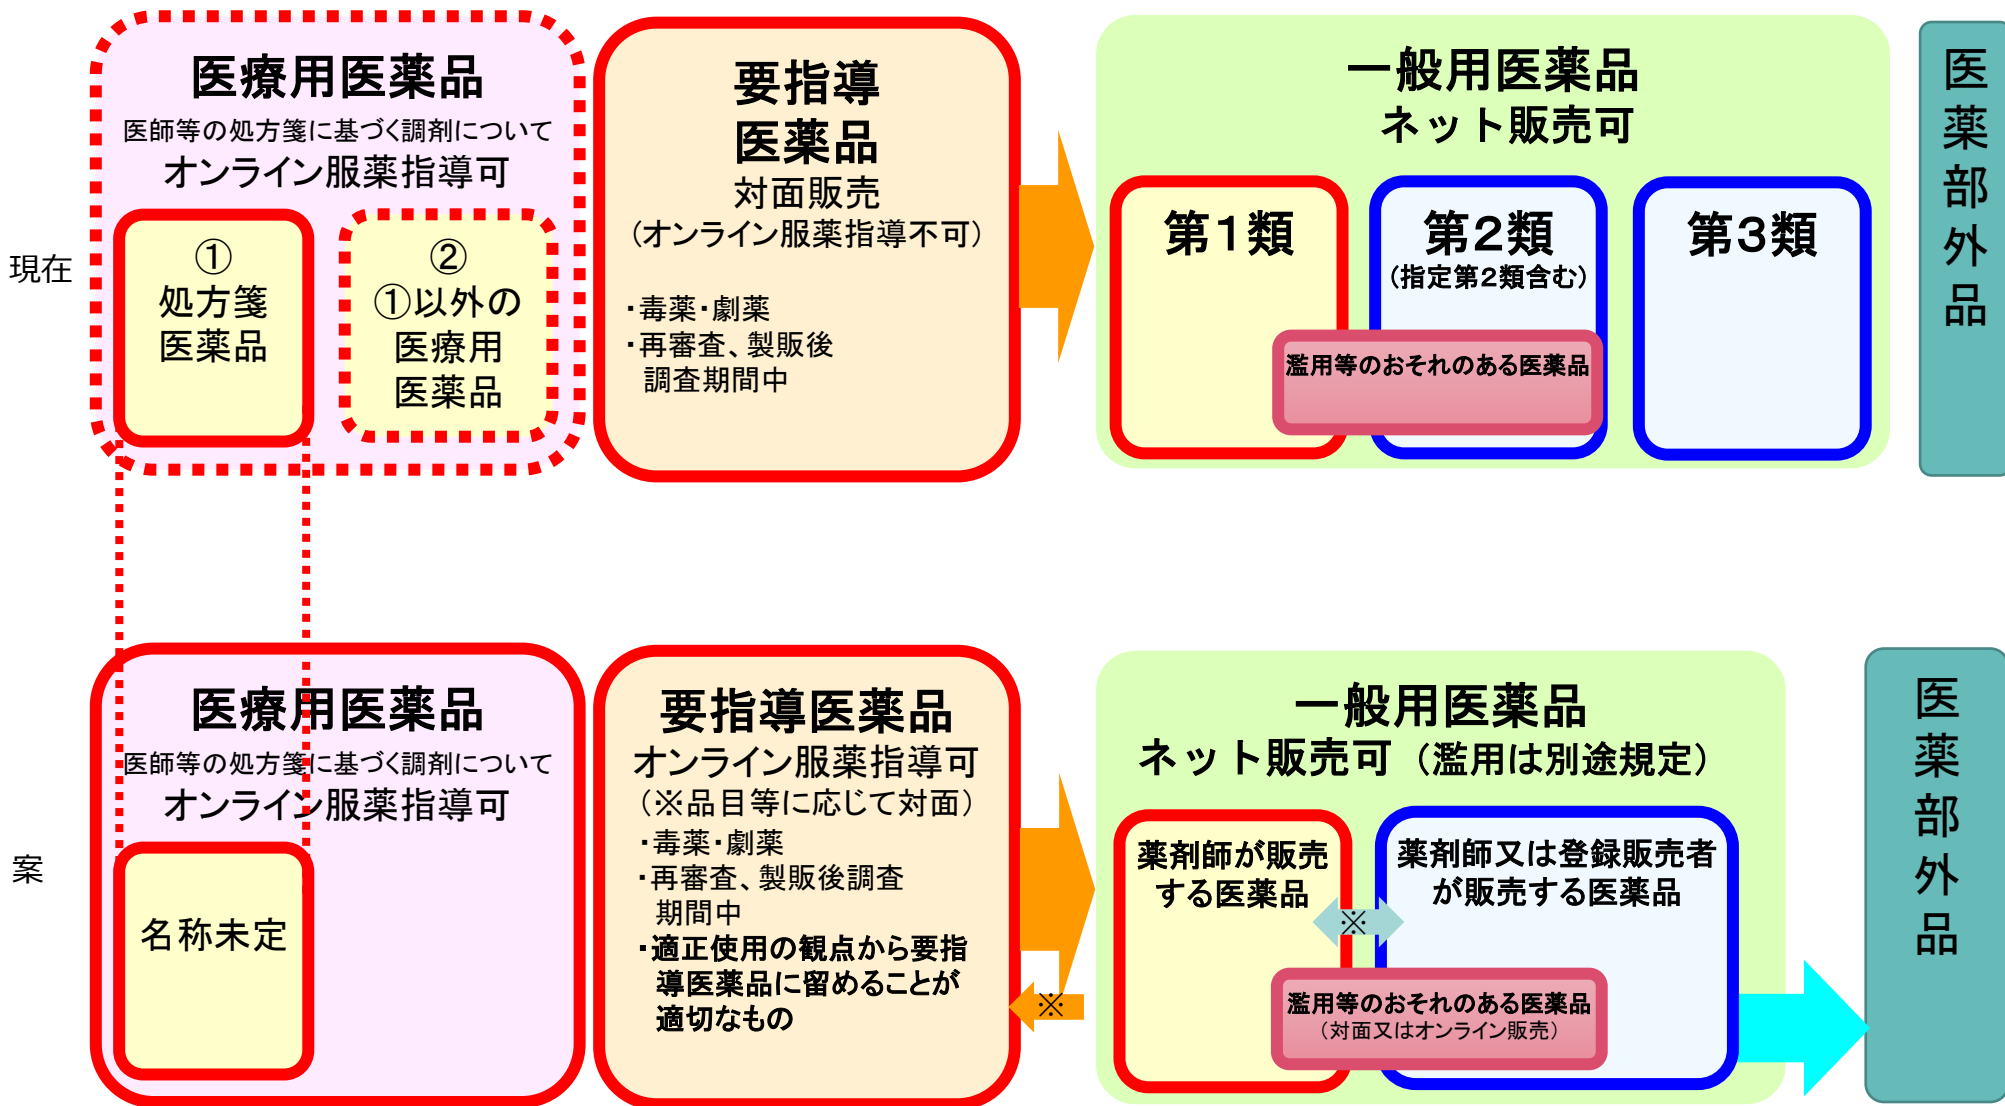 現在
医療用医薬品
医師等の処方箋に基づく調剤について
オンライン服薬指導可
①
処方箋
医薬品
②
①以外の
医療用
医薬品
要指導
医薬品
対面販売
（オンライン服薬指導不可）
・毒薬・劇薬
・再審査、製販後
調査期間中
一般用医薬品
ネット販売可
第１類
第２類
（指定第２類含む）
第３類
濫用等のおそれのある医薬品
医薬部外品
案
医療用医薬品
医師等の処方箋に基づく調剤について
オンライン服薬指導可
名称未定
要指導医薬品
オンライン服薬指導可
（※品目等に応じて対面）
・毒薬・劇薬
・再審査、製販後調査
期間中
・適正使用の観点から要指
導医薬品に留めることが
適切なもの
※
一般用医薬品
ネット販売可（濫用は別途規定）
薬剤師が販売
する医薬品
※
薬剤師又は登録販売者
が販売する医薬品
濫用等のおそれのある医薬品
（対面又はオンライン販売）
医薬部外品